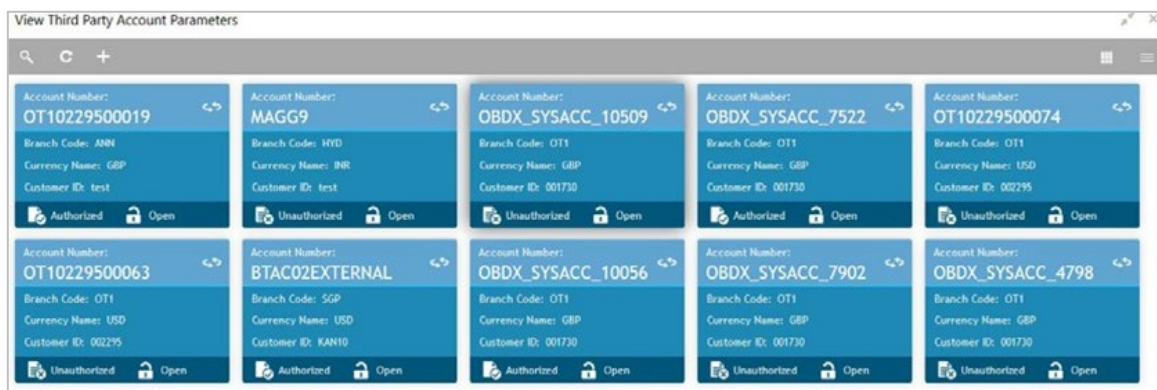 View Third Party Account Parameters
Account Number:
OT10229500019
Branch Code: ANN
Currency Name: GBP
Customer ID: test
Authorized Open
Account Number:
MAGG9
Branch Code: HYD
Currency Name: INR
Customer ID: test
Unauthorized Open
Account Number:
OBDX_SYSACC_10509
Branch Code: OT1
Currency Name: GBP
Customer ID: 001730
Unauthorized Open
Account Number:
OBDX_SYSACC_7522
Branch Code: OT1
Currency Name: GBP
Customer ID: 001730
Authorized Open
Account Number:
OT10229500074
Branch Code: OT1
Currency Name: USD
Customer ID: 002295
Unauthorized Open
Account Number:
OT10229500063
Branch Code: OT1
Currency Name: USD
Customer ID: 002295
Unauthorized Open
Account Number:
BTAC02EXTERNAL
Branch Code: SGP
Currency Name: USD
Customer ID: KAN10
Authorized Open
Account Number:
OBDX_SYSACC_10056
Branch Code: OT1
Currency Name: GBP
Customer ID: 001730
Unauthorized Open
Account Number:
OBDX_SYSACC_7902
Branch Code: OT1
Currency Name: GBP
Customer ID: 001730
Authorized Open
Account Number:
OBDX_SYSACC_4798
Branch Code: OT1
Currency Name: GBP
Customer ID: 001730
Unauthorized Open